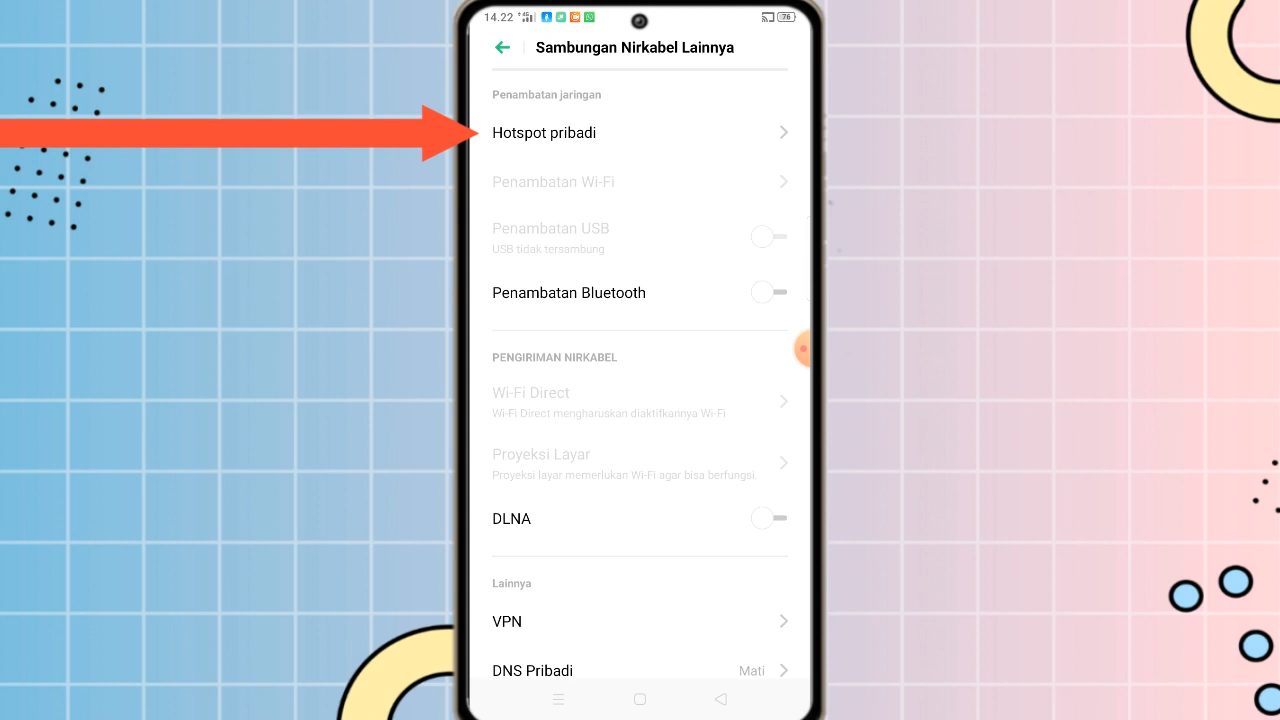 14.22
76
Sambungan Nirkabel Lainnya
Penambatan jaringan
Hotspot pribadi
Penambatan Wi-Fi
Penambatan USB
USB tidak tersambung
Penambatan Bluetooth
PENGIRIMAN NIRKABEL
Wi-Fi Direct
Wi-Fi Direct mengharuskan diaktifkannya Wi-Fi
Proyeksi Layar
Proyeksi layar memerlukan Wi-Fi agar bisa berfungsi.
DLNA
Lainnya
VPN
DNS Pribadi Mati